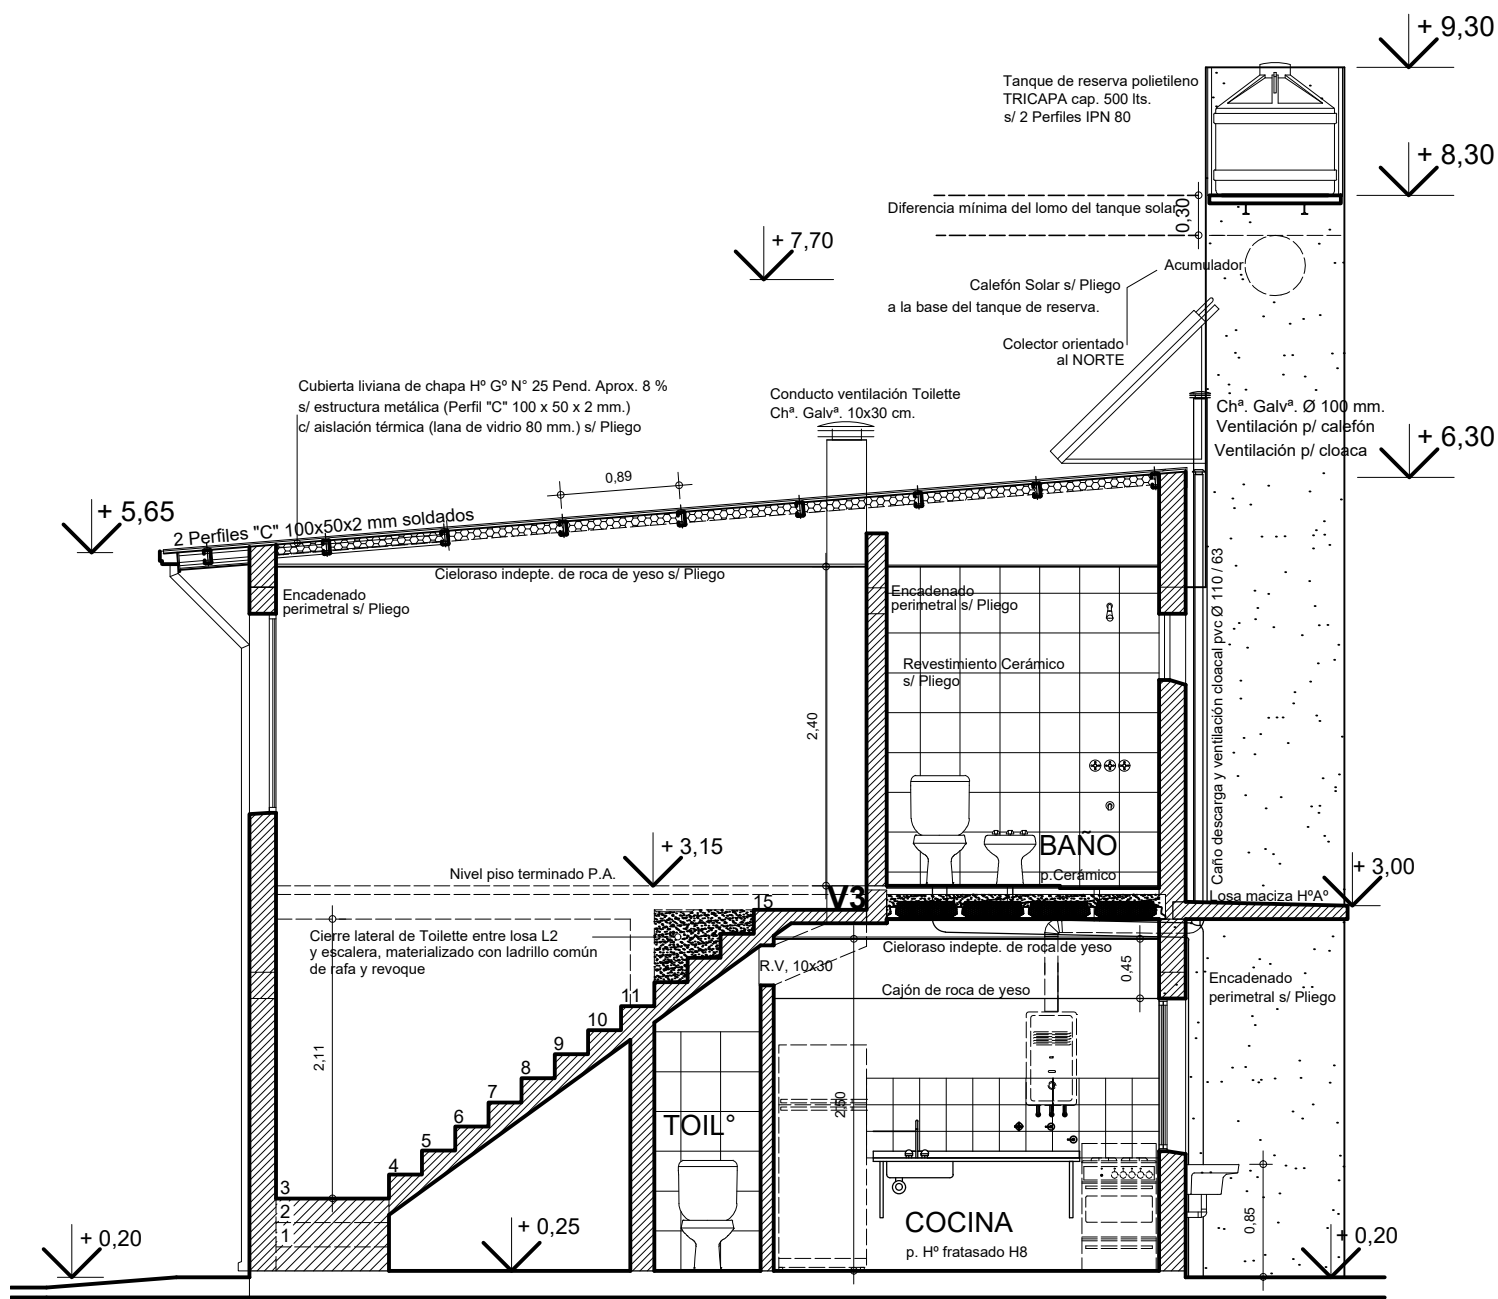 + 9,30
Tanque de reserva polietileno
TRICAPA cap. 500 lts.
s/ 2 Perfiles IPN 80
+ 8,30
Diferencia mínima del lomo del tanque solar
0,30
+ 7,70
Acumulador
Calefón Solar s/ Pliego
a la base del tanque de reserva.
Colector orientado
al NORTE
Cubierta liviana de chapa Hº Gº N° 25 Pend. Aprox. 8 %
s/ estructura metálica (Perfil "C" 100 x 50 x 2 mm.)
c/ aislación térmica (lana de vidrio 80 mm.) s/ Pliego
Conducto ventilación Toilette
Chª. Galvª. 10x30 cm.
Chª. Galvª. Ø 100 mm.
Ventilación p/ calefón
Ventilación p/ cloaca
+ 6,30
0,89
+ 5,65
2 Perfiles "C" 100x50x2 mm soldados
Cieloraso indepte. de roca de yeso s/ Pliego
Encadenado
perimetral s/ Pliego
Encadenado
perimetral s/ Pliego
Caño descarga y ventilación cloacal pvc Ø 110 / 63
Revestimiento Cerámico
s/ Pliego
2,40
BAÑO
p.Cerámico
+ 3,15
Nivel piso terminado P.A.
+ 3,00
Losa maciza HºAº
V3
15
Cierre lateral de Toilette entre losa L2
y escalera, materializado con ladrillo común
de rafa y revoque
R.V, 10x30
Cieloraso indepte. de roca de yeso
0,45
Cajón de roca de yeso
Encadenado
perimetral s/ Pliego
11
10
9
8
7
6
5
4
3
2
1
2,11
2,60
TOIL°
COCINA
p. Hº fratasado H8
0,85
+ 0,20
+ 0,25
+ 0,20